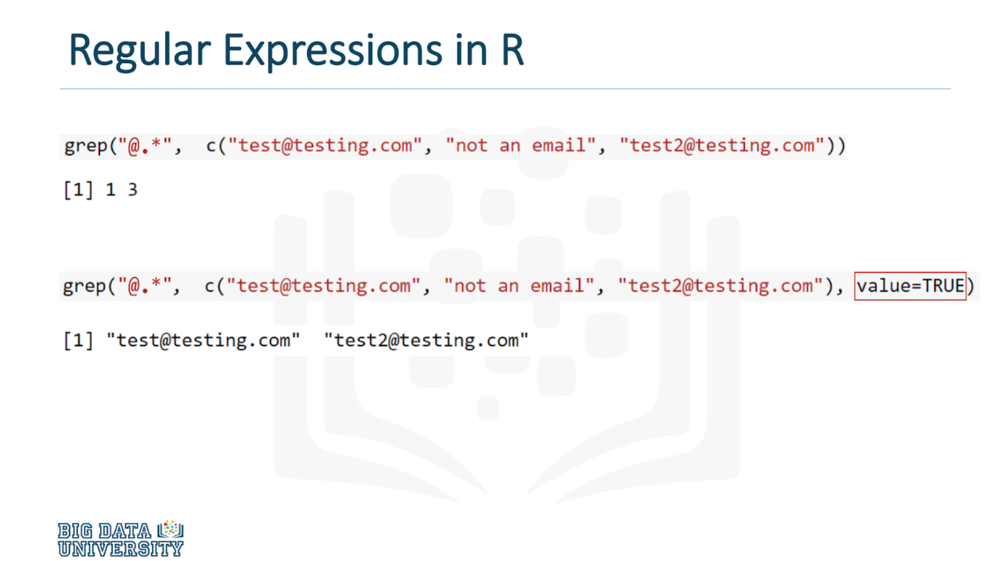 Regular Expressions in R
grep("@.*",  c("test@testing.com", "not an email", "test2@testing.com"))
[1] 1 3
grep("@.*",  c("test@testing.com", "not an email", "test2@testing.com"), value=TRUE)
[1] "test@testing.com"  "test2@testing.com"
BIG DATA
UNIVERSITY